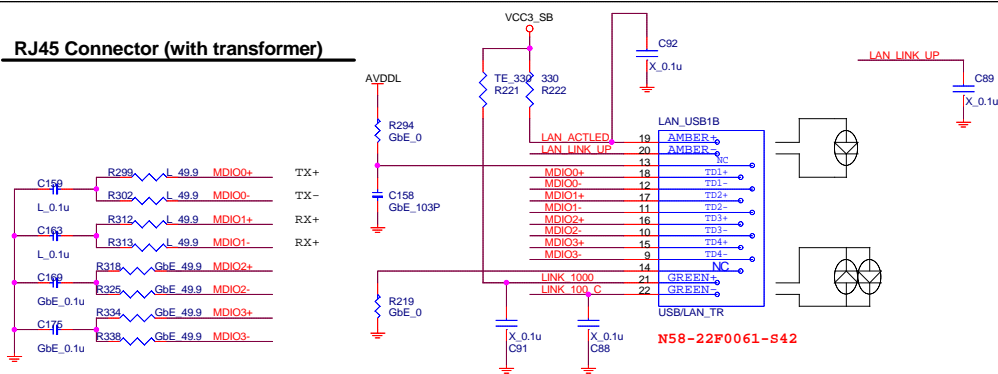 RJ45 Connector (with transformer)
VCC3_SB
C92
X_0.1u
LAN_LINK_UP
C89
X_0.1u
AVDDL
TE_330
R221
330
R222
R294
GbE_0
LAN_USB1B
LAN_ACTLED 19 AMBER+
LAN_LINK_UP 20 AMBER-
13 NC
MDIO0+ 18 TD1+
MDIO0- 12 TD1-
MDIO1+ 17 TD2+
MDIO1- 11 TD2-
MDIO2+ 16 TD3+
MDIO2- 10 TD3-
MDIO3+ 15 TD4+
MDIO3- 9 TD4-
14 NC
LINK_1000 21 GREEN+
LINK_100_C 22 GREEN-
USB/LAN_TR
N58-22F0061-S42
C158
GbE_103P
R219
GbE_0
X_0.1u
C91
X_0.1u
C88
C159
L_0.1u
R299 L_49.9 MDIO0+ TX+
R302 L_49.9 MDIO0- TX-
C163
L_0.1u
R312 L_49.9 MDIO1+ RX+
R313 L_49.9 MDIO1- RX+
C169
GbE_0.1u
R318 GbE_49.9 MDIO2+
R325 GbE_49.9 MDIO2-
C175
GbE_0.1u
R334 GbE_49.9 MDIO3+
R338 GbE_49.9 MDIO3-